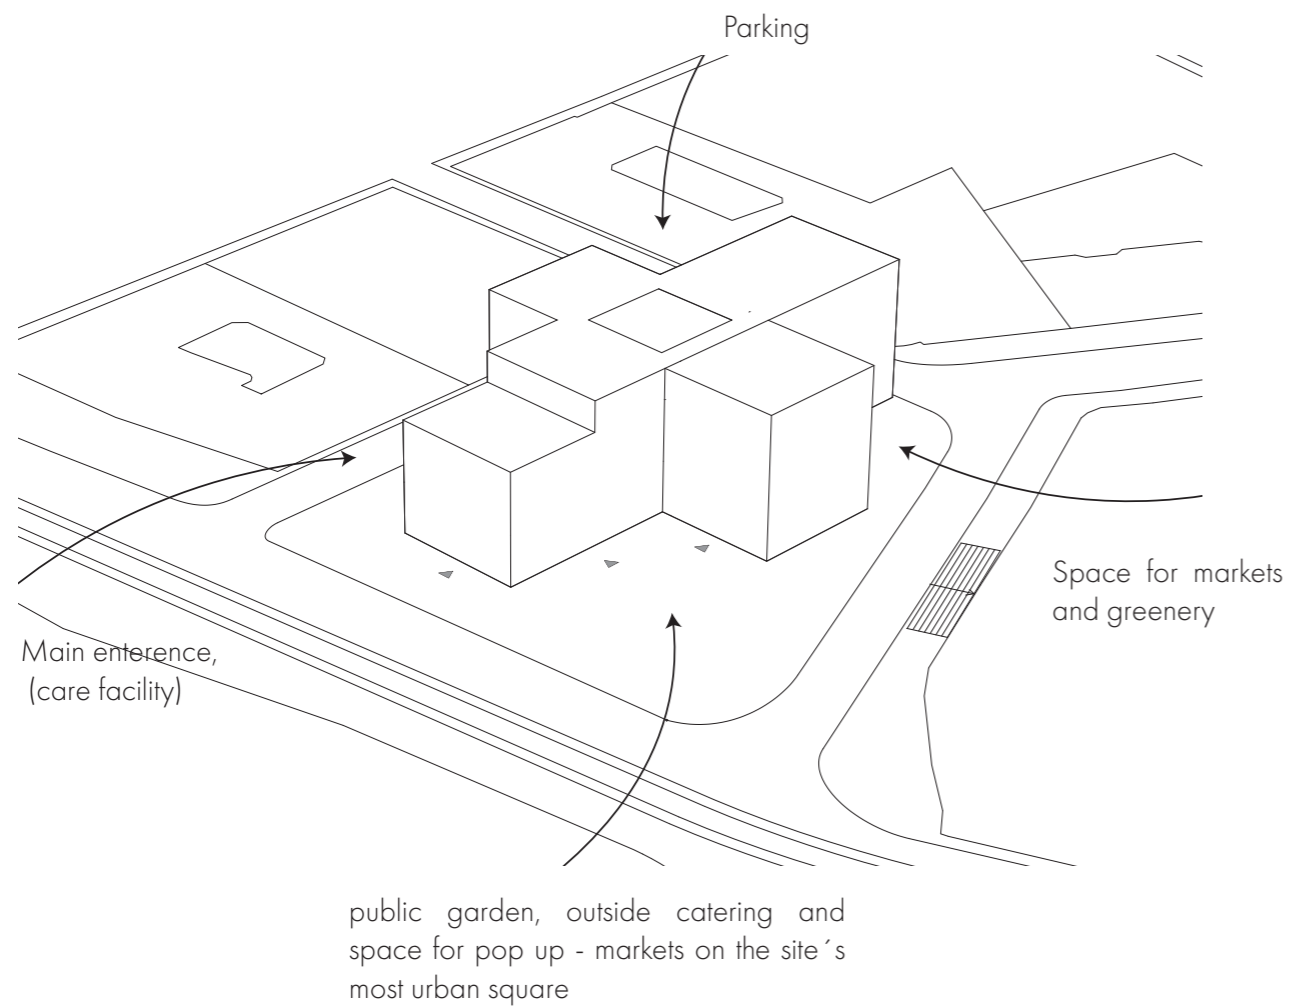 Parking
Space for markets
and greenery
Main enterence,
(care facility)
public garden, outside catering and
space for pop up - markets on the site´s
most urban square